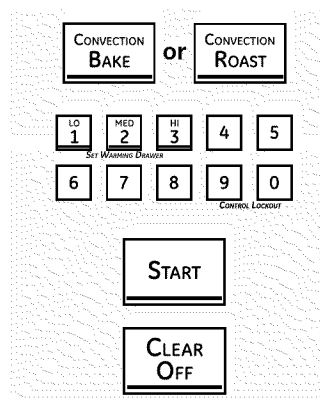 CONVECTION BAKE or CONVECTION ROAST
LO 1 MED 2 HI 3 4 5
SET WARMING DRAWER
6 7 8 9 0
CONTROL LOCKOUT
START
CLEAR
OFF